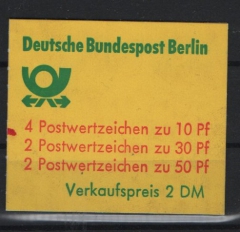 Deutsche Bundespost Berlin
4 Postwertzeichen zu 10 Pf
2 Postwertzeichen zu 30 Pf
2 Postwertzeichen zu 50 Pf
Verkaufspreis 2 DM